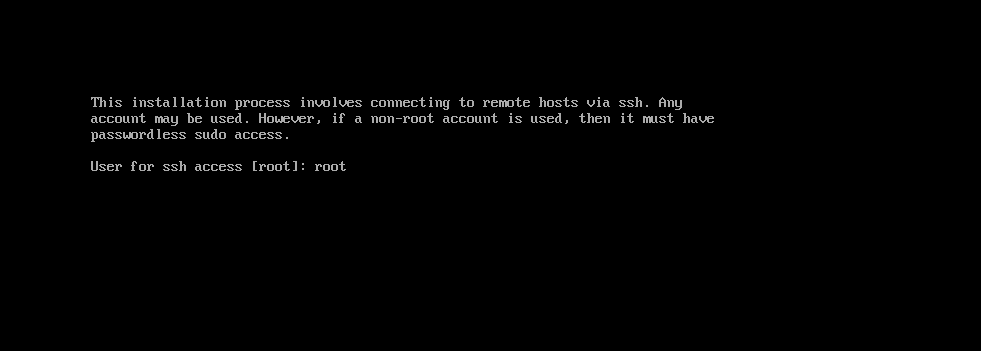 This installation process involves connecting to remote hosts via ssh. Any
account may be used. However, if a non-root account is used, then it must have
passwordless sudo access.
User for ssh access [root]: root